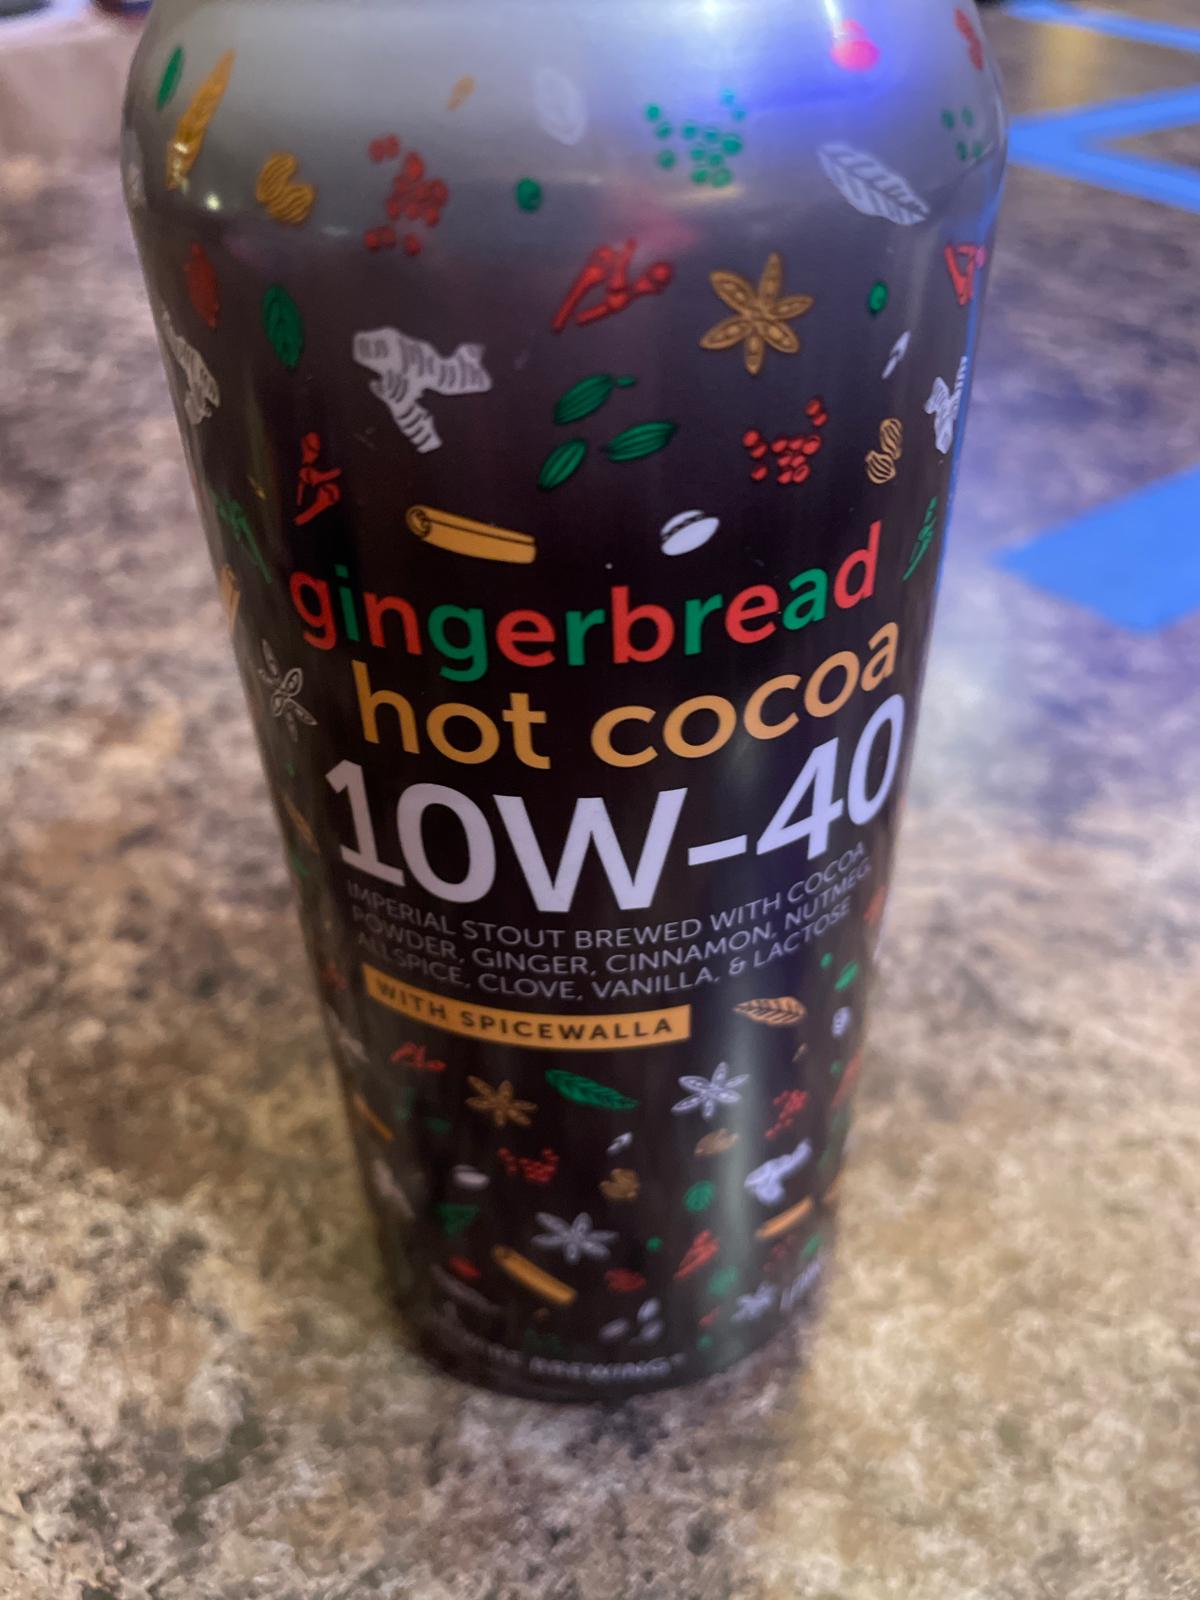 gingerbread
hot cocoa
10W-40
IMPERIAL STOUT BREWED WITH COCOA
POWDER, GINGER, CINNAMON, NUTMEG,
ALLSPICE, CLOVE, VANILLA, & LACTOSE
WITH SPICEWALLA
BREWING